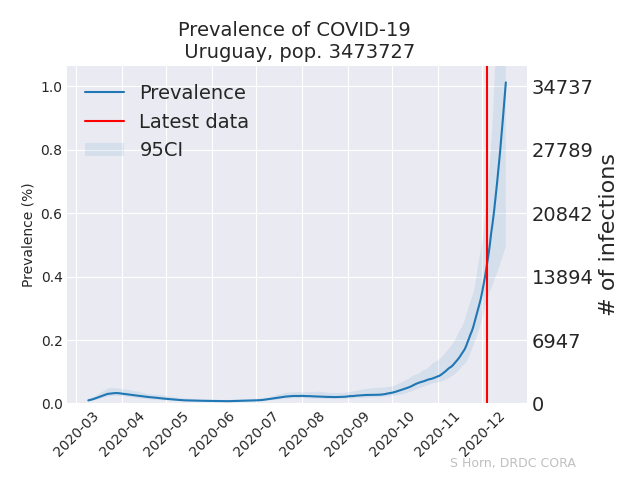 Prevalence of COVID-19
Uruguay, pop. 3473727
Prevalence
Latest data
95CI
Prevalence (%)
1.0
0.8
0.6
0.4
0.2
0.0
34737
27789
20842
13894
6947
0
# of infections
2020-03
2020-04
2020-05
2020-06
2020-07
2020-08
2020-09
2020-10
2020-11
2020-12
S Horn, DRDC CORA